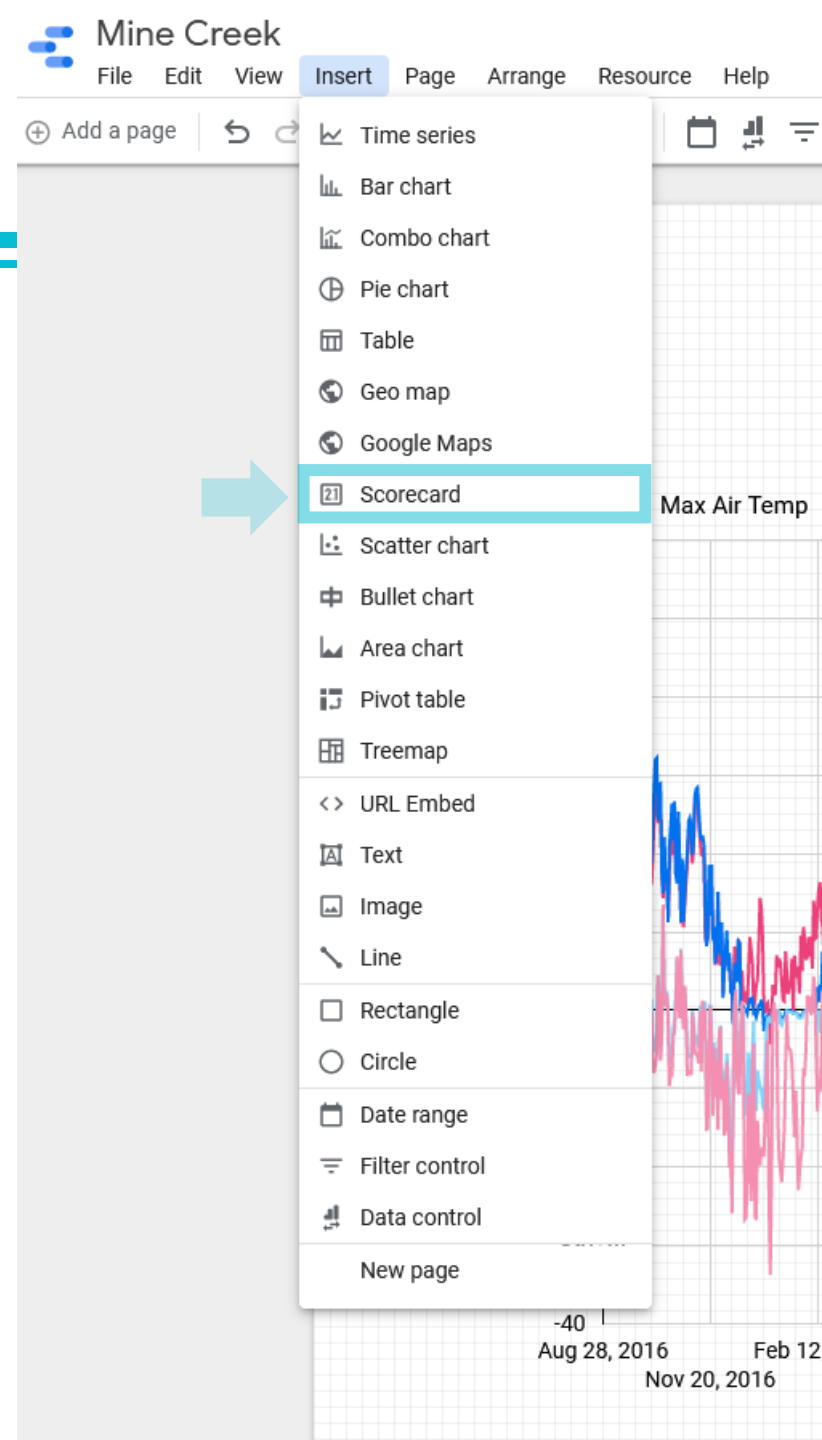 Mine Creek
File Edit View Insert Page Arrange Resource Help
Add a page
Time series
Bar chart
Combo chart
Pie chart
Table
Geo map
Google Maps
21 Scorecard
Max Air Temp
Scatter chart
Bullet chart
Area chart
Pivot table
Treemap
URL Embed
A Text
Image
Line
Rectangle
Circle
Date range
Filter control
Data control
New page
-40
Aug 28, 2016 Feb 12
Nov 20, 2016